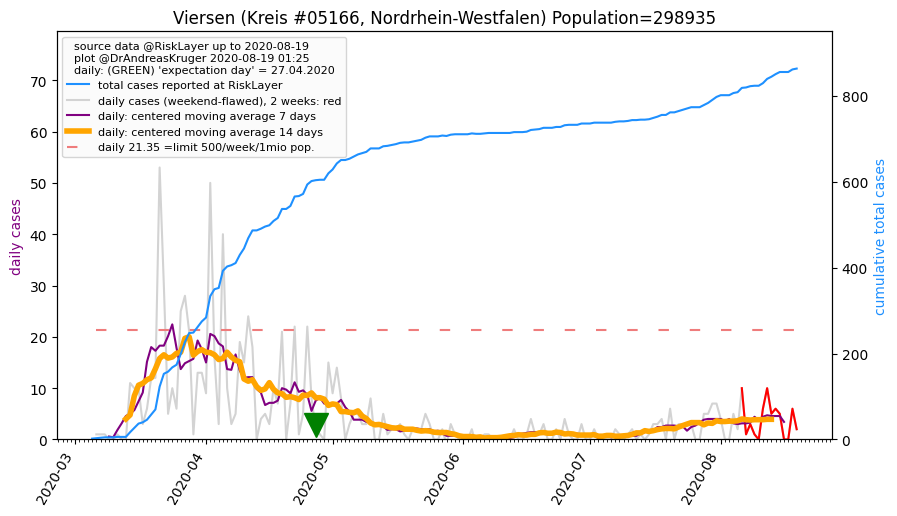 Viersen (Kreis #05166, Nordrhein-Westfalen) Population=298935
source data @RiskLayer up to 2020-08-19
plot @DrAndreasKruger 2020-08-19 01:25
daily: (GREEN) 'expectation day' = 27.04.2020
total cases reported at RiskLayer
daily cases (weekend-flawed), 2 weeks: red
daily: centered moving average 7 days
daily: centered moving average 14 days
daily 21.35 =limit 500/week/1mio pop.
daily cases
70
60
50
40
30
20
10
0
cumulative total cases
800
600
400
200
0
2020-03
2020-04
2020-05
2020-06
2020-07
2020-08